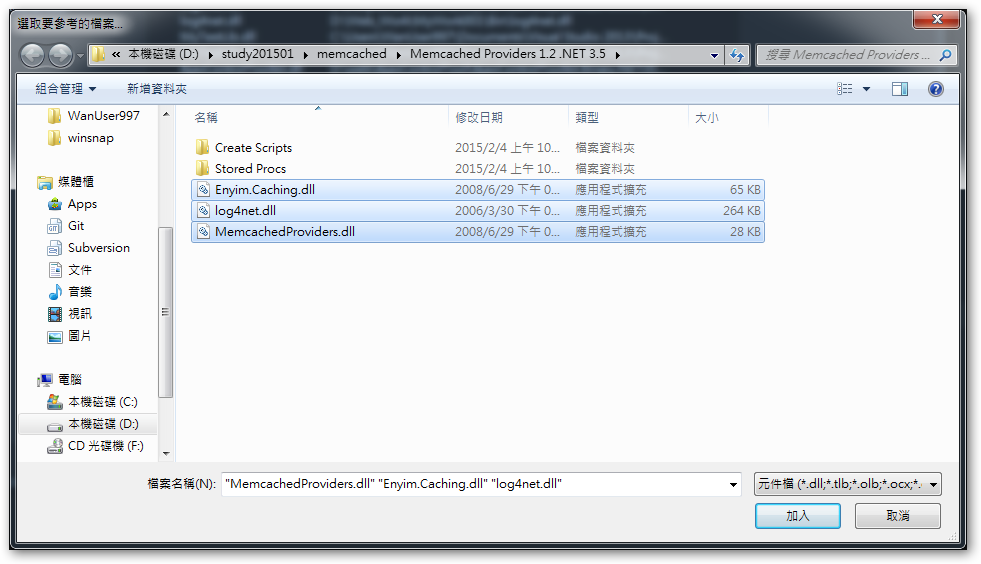 選取要參考的檔案...
« 本機磁碟 (D:) ▸ study201501 ▸ memcached ▸ Memcached Providers 1.2 .NET 3.5 ▸
搜尋 Memcached Providers ...
組合管理 新增資料夾
WanUser997
winsnap
媒體櫃
Apps
Git
Subversion
文件
音樂
視訊
圖片
電腦
本機磁碟 (C:)
本機磁碟 (D:)
CD 光碟機 (F:)
名稱 修改日期 類型 大小
Create Scripts 2015/2/4 上午 10... 檔案資料夾
Stored Procs 2015/2/4 上午 10... 檔案資料夾
Enyim.Caching.dll 2008/6/29 下午 0... 應用程式擴充 65 KB
log4net.dll 2006/3/30 下午 0... 應用程式擴充 264 KB
MemcachedProviders.dll 2008/6/29 下午 0... 應用程式擴充 28 KB
檔案名稱(N): "MemcachedProviders.dll" "Enyim.Caching.dll" "log4net.dll"
元件檔 (*.dll;*.tlb;*.olb;*.ocx;*.
加入 取消